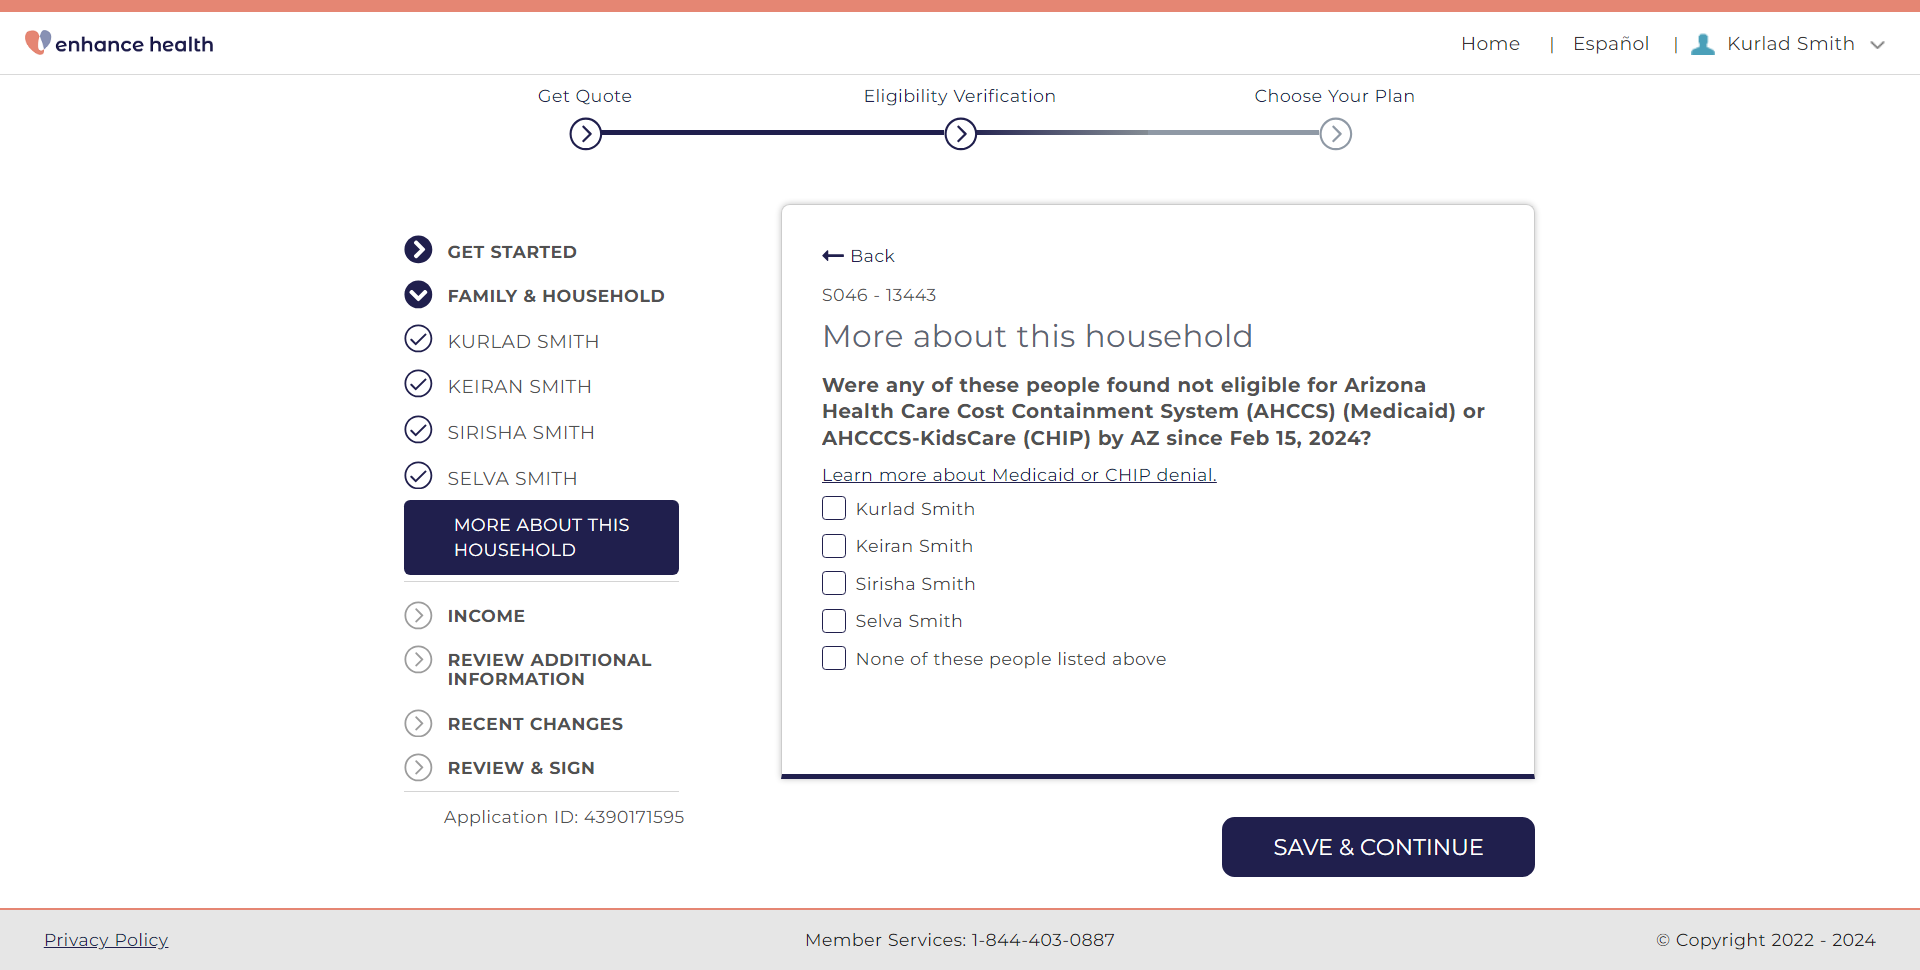 enhance health
Home | Español | Kurlad Smith
Get Quote
Eligibility Verification
Choose Your Plan
GET STARTED
FAMILY & HOUSEHOLD
KURLAD SMITH
KEIRAN SMITH
SIRISHA SMITH
SELVA SMITH
MORE ABOUT THIS
HOUSEHOLD
INCOME
REVIEW ADDITIONAL
INFORMATION
RECENT CHANGES
REVIEW & SIGN
Application ID: 4390171595
Back
S046 - 13443
More about this household
Were any of these people found not eligible for Arizona
Health Care Cost Containment System (AHCCS) (Medicaid) or
AHCCCS-KidsCare (CHIP) by AZ since Feb 15, 2024?
Learn more about Medicaid or CHIP denial.
Kurlad Smith
Keiran Smith
Sirisha Smith
Selva Smith
None of these people listed above
SAVE & CONTINUE
Privacy Policy
Member Services: 1-844-403-0887
© Copyright 2022 - 2024